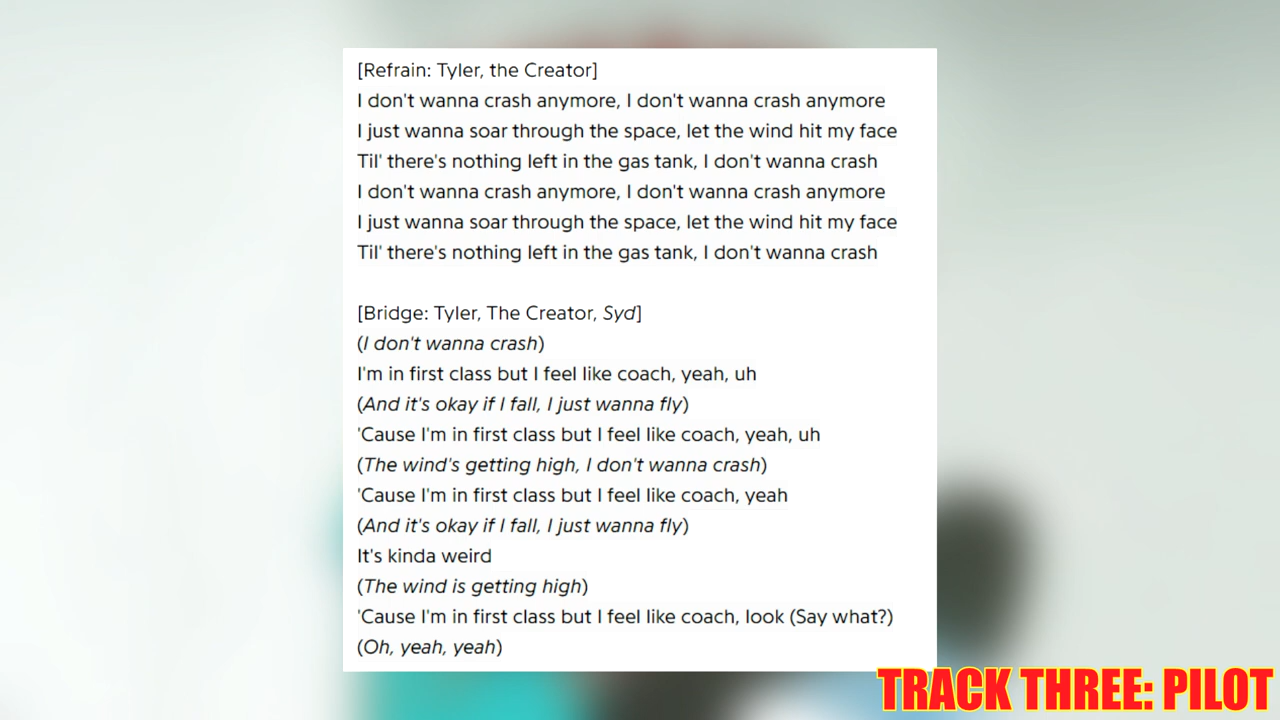 [Refrain: Tyler, the Creator]
I don't wanna crash anymore, I don't wanna crash anymore
I just wanna soar through the space, let the wind hit my face
Til' there's nothing left in the gas tank, I don't wanna crash
I don't wanna crash anymore, I don't wanna crash anymore
I just wanna soar through the space, let the wind hit my face
Til' there's nothing left in the gas tank, I don't wanna crash
[Bridge: Tyler, The Creator, Syd]
(I don't wanna crash)
I'm in first class but I feel like coach, yeah, uh
(And it's okay if I fall, I just wanna fly)
'Cause I'm in first class but I feel like coach, yeah, uh
(The wind's getting high, I don't wanna crash)
'Cause I'm in first class but I feel like coach, yeah
(And it's okay if I fall, I just wanna fly)
It's kinda weird
(The wind is getting high)
'Cause I'm in first class but I feel like coach, look (Say what?)
(Oh, yeah, yeah)
TRACK THREE: PILOT